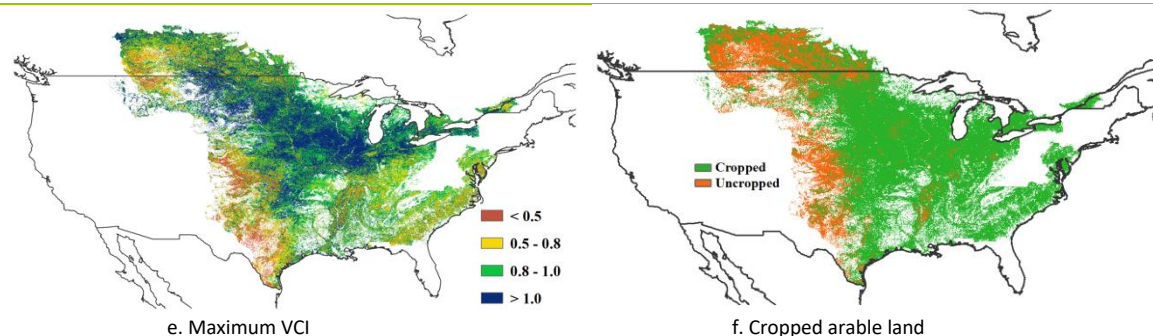 < 0.5
0.5 - 0.8
0.8 - 1.0
> 1.0
e. Maximum VCI
Cropped
Uncropped
f. Cropped arable land